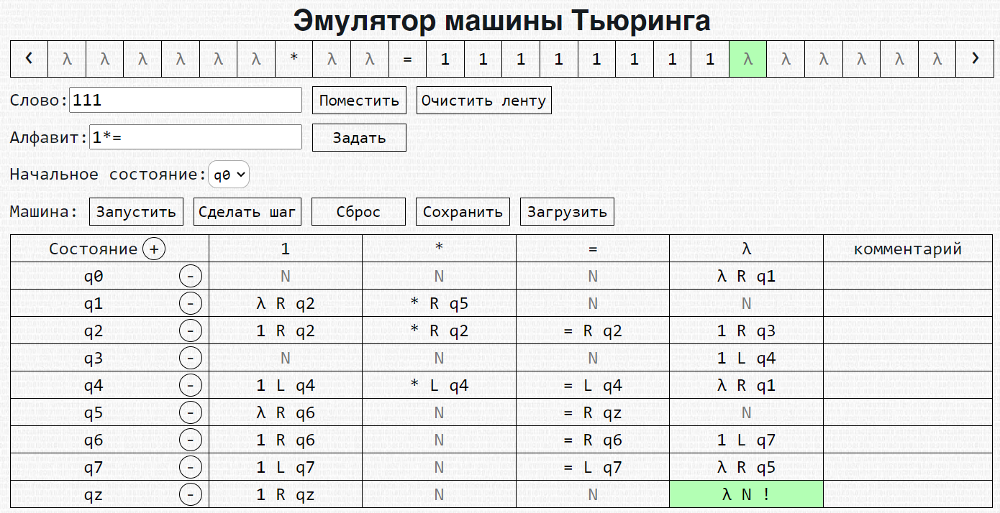 Эмулятор машины Тьюринга
< λ λ λ λ λ λ * λ λ = 1 1 1 1 1 1 1 1 λ λ λ λ λ λ >
Слово: 111 Поместить Очистить ленту
Алфавит: 1*= Задать
Начальное состояние: q0
Машина: Запустить Сделать шаг Сброс Сохранить Загрузить
Состояние + 1 * = λ комментарий
q0 - N N N λ R q1
q1 - λ R q2 * R q5 N N
q2 - 1 R q2 * R q2 = R q2 1 R q3
q3 - N N N 1 L q4
q4 - 1 L q4 * L q4 = L q4 λ R q1
q5 - λ R q6 N = R qz N
q6 - 1 R q6 N = R q6 1 L q7
q7 - 1 L q7 N = L q7 λ R q5
qz - 1 R qz N N λ N !